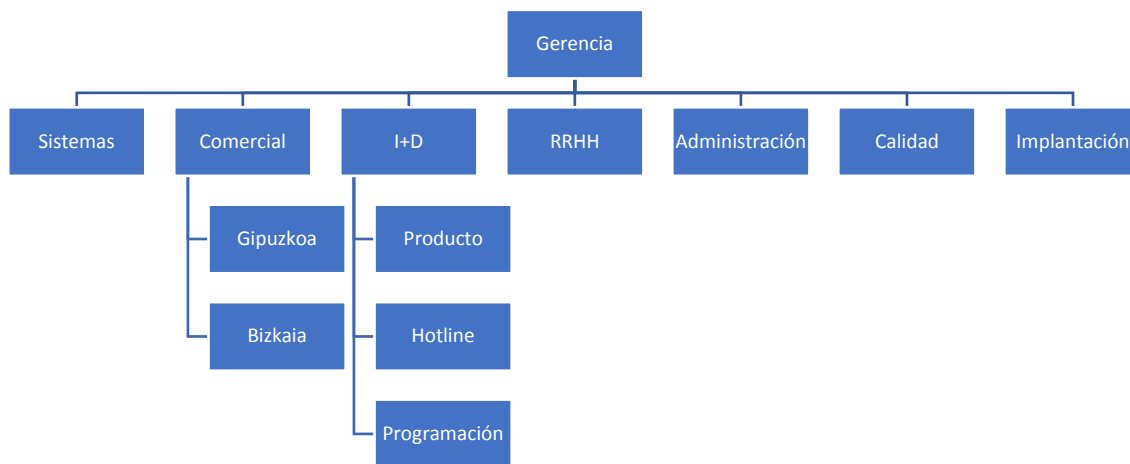 Gerencia
Sistemas
Comercial
I+D
RRHH
Administración
Calidad
Implantación
Gipuzkoa
Producto
Bizkaia
Hotline
Programación